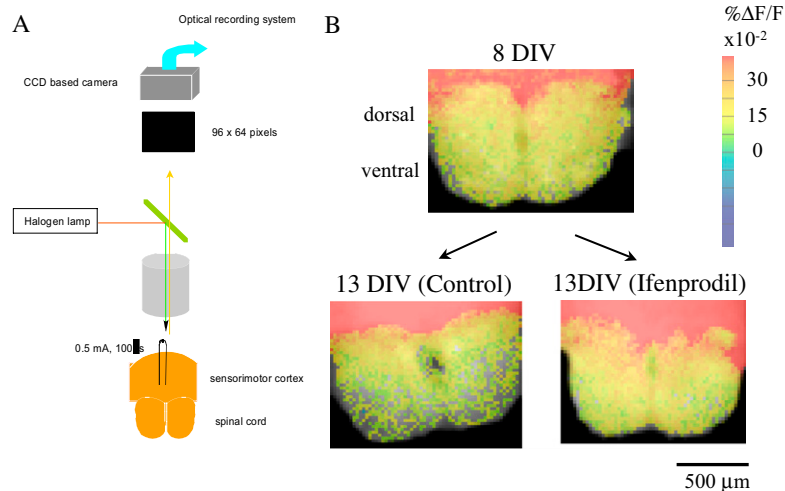 A
Optical recording system
CCD based camera
96 x 64 pixels
Halogen lamp
0.5 mA, 100 s
sensorimotor cortex
spinal cord
B
8 DIV
dorsal
ventral
13 DIV (Control)
13DIV (Ifenprodil)
%ΔF/F
x10-2
30
15
0
500 μm